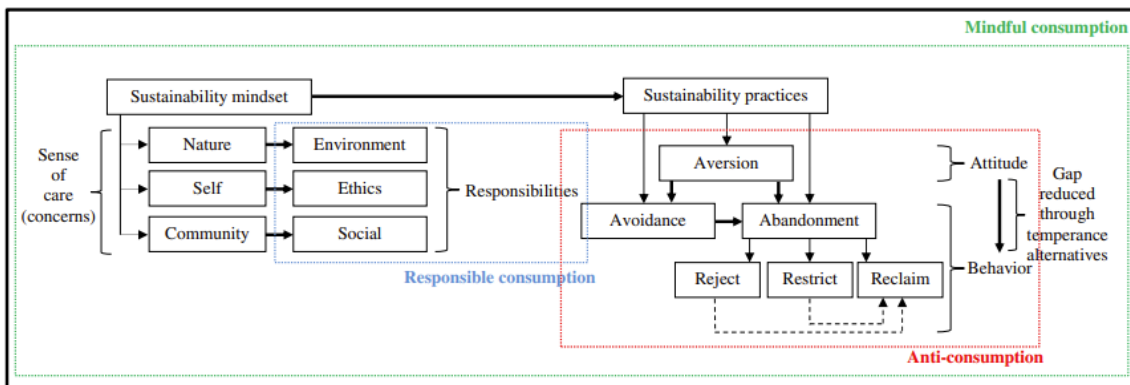 Mindful consumption
Sustainability mindset
Sustainability practices
Sense
of
care
(concerns)
Nature
Environment
Self
Ethics
Community
Social
Responsibilities
Responsible consumption
Aversion
Avoidance
Abandonment
Reject
Restrict
Reclaim
Attitude
Behavior
Gap
reduced
through
temperance
alternatives
Anti-consumption